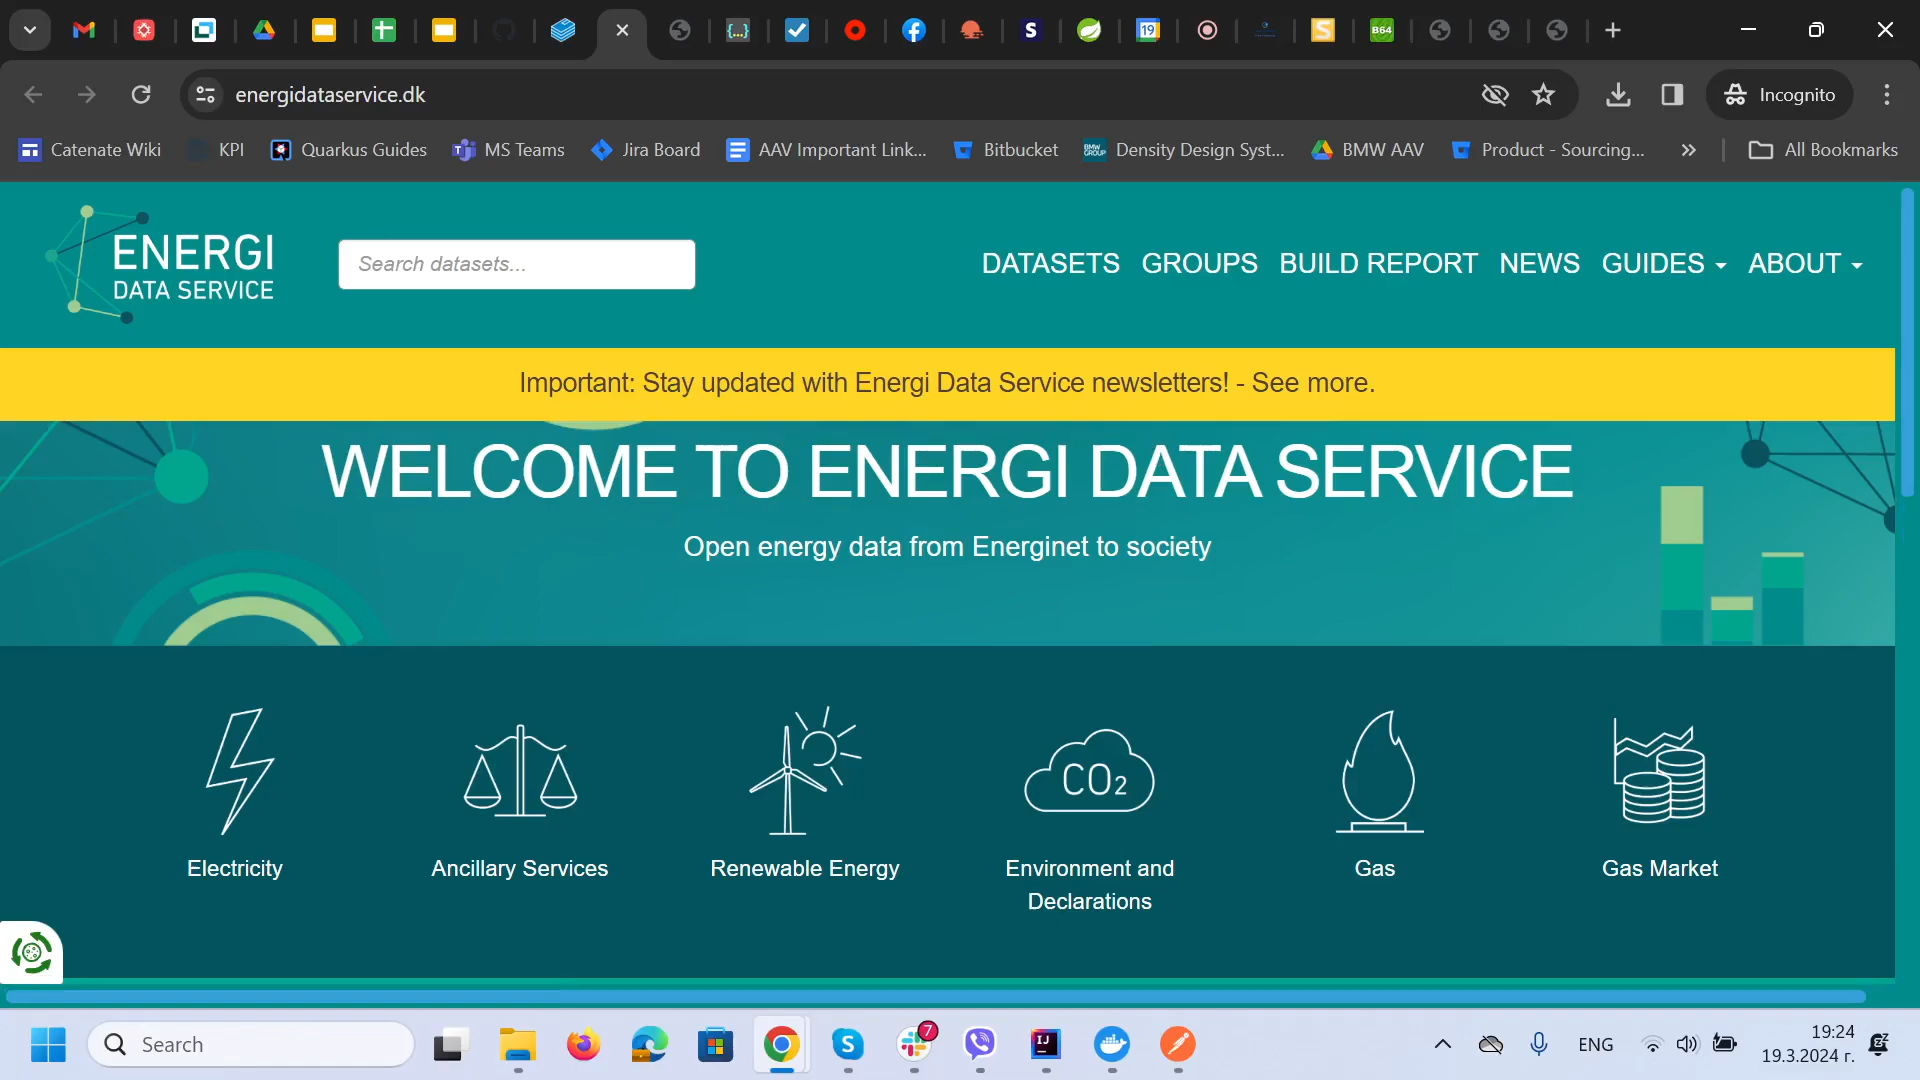 19
B64
energidataservice.dk
Incognito
Catenate Wiki
KPI
Quarkus Guides
MS Teams
Jira Board
AAV Important Link...
Bitbucket
Density Design Syst...
BMW AAV
Product - Sourcing...
All Bookmarks
ENERGI
DATA SERVICE
Search datasets...
DATASETS
GROUPS
BUILD REPORT
NEWS
GUIDES
ABOUT
Important: Stay updated with Energi Data Service newsletters! - See more.
WELCOME TO ENERGI DATA SERVICE
Open energy data from Energinet to society
CO2
Electricity
Ancillary Services
Renewable Energy
Environment and
Declarations
Gas
Gas Market
Search
7
IJ
ENG
19:24
19.3.2024 г.